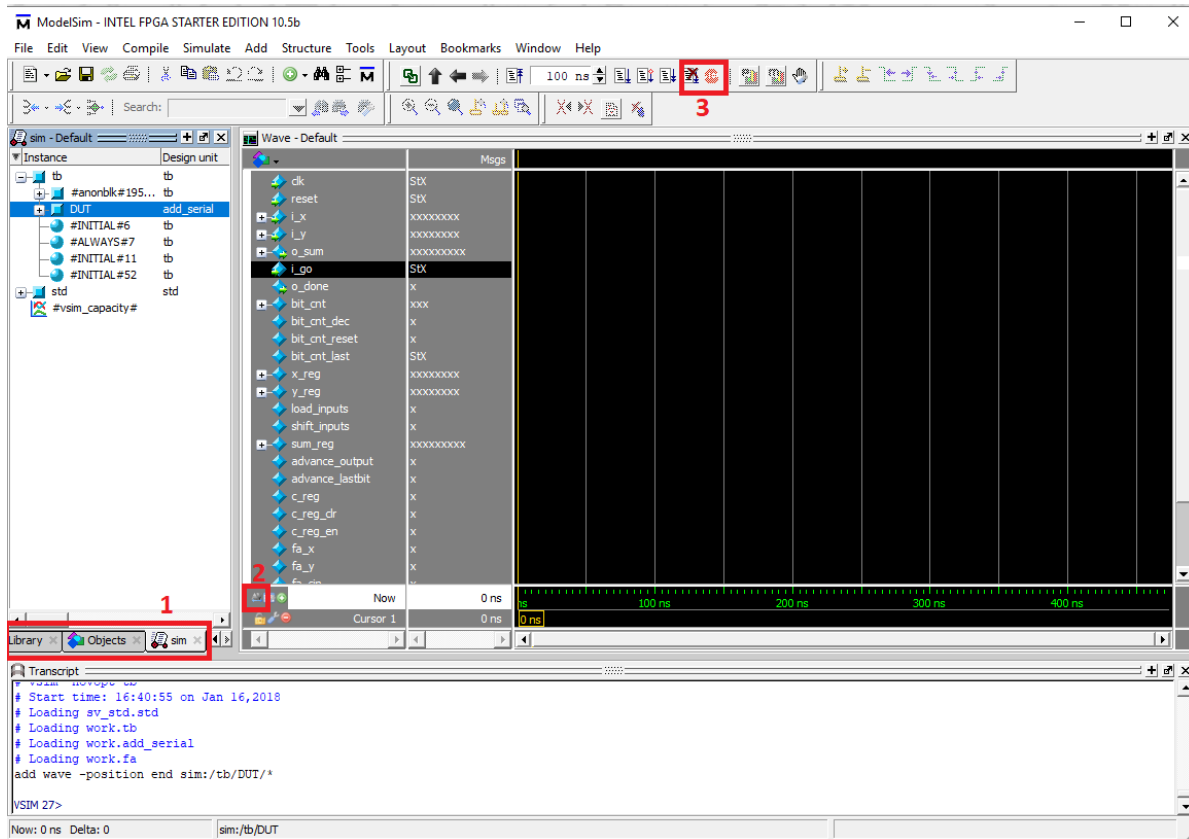 ModelSim - INTEL FPGA STARTER EDITION 10.5b
File Edit View Compile Simulate Add Structure Tools Layout Bookmarks Window Help
100 ns
3
Search:
sim - Default
Instance Design unit
tb tb
#anonblk#195... tb
DUT add_serial
#INITIAL#6 tb
#ALWAYS#7 tb
#INITIAL#11 tb
#INITIAL#52 tb
std std
#vsim_capacity#
1
Library Objects sim
Wave - Default
Msgs
clk StX
reset StX
i_x xxxxxxxx
i_y xxxxxxxx
o_sum xxxxxxxxx
i_go StX
o_done x
bit_cnt xxx
bit_cnt_dec x
bit_cnt_reset x
bit_cnt_last StX
x_reg xxxxxxxx
y_reg xxxxxxxx
load_inputs x
shift_inputs x
sum_reg xxxxxxxxx
advance_output x
advance_lastbit x
c_reg x
c_reg_clr x
c_reg_en x
fa_x x
fa_y x
2
Now 0 ns ns 100 ns 200 ns 300 ns 400 ns
Cursor 1 0 ns 0 ns
Transcript
# Start time: 16:40:55 on Jan 16,2018
# Loading sv_std.std
# Loading work.tb
# Loading work.add_serial
# Loading work.fa
add wave -position end sim:/tb/DUT/*
VSIM 27>
Now: 0 ns Delta: 0 sim:/tb/DUT